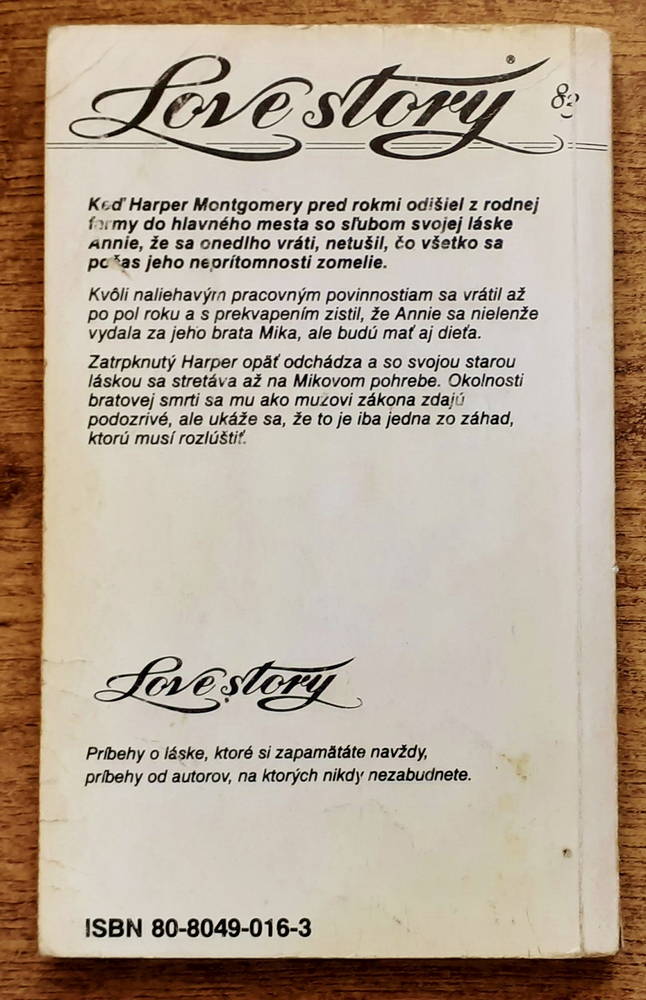 Love story ®
Keď Harper Montgomery pred rokmi odišiel z rodnej
farmy do hlavného mesta so sľubom svojej láske
Annie, že sa onedlho vráti, netušil, čo všetko sa
počas jeho neprítomnosti zomelie.
Kvôli naliehavým pracovným povinnostiam sa vrátil až
po pol roku a s prekvapením zistil, že Annie sa nielenže
vydala za jeho brata Mika, ale budú mať aj dieťa.
Zatrpknutý Harper opäť odchádza a so svojou starou
láskou sa stretáva až na Mikovom pohrebe. Okolnosti
bratovej smrti sa mu ako mužovi zákona zdajú
podozrivé, ale ukáže sa, že to je iba jedna zo záhad,
ktorú musí rozlúštiť.
Love story
Príbehy o láske, ktoré si zapamätáte navždy,
príbehy od autorov, na ktorých nikdy nezabudnete.
ISBN 80-8049-016-3